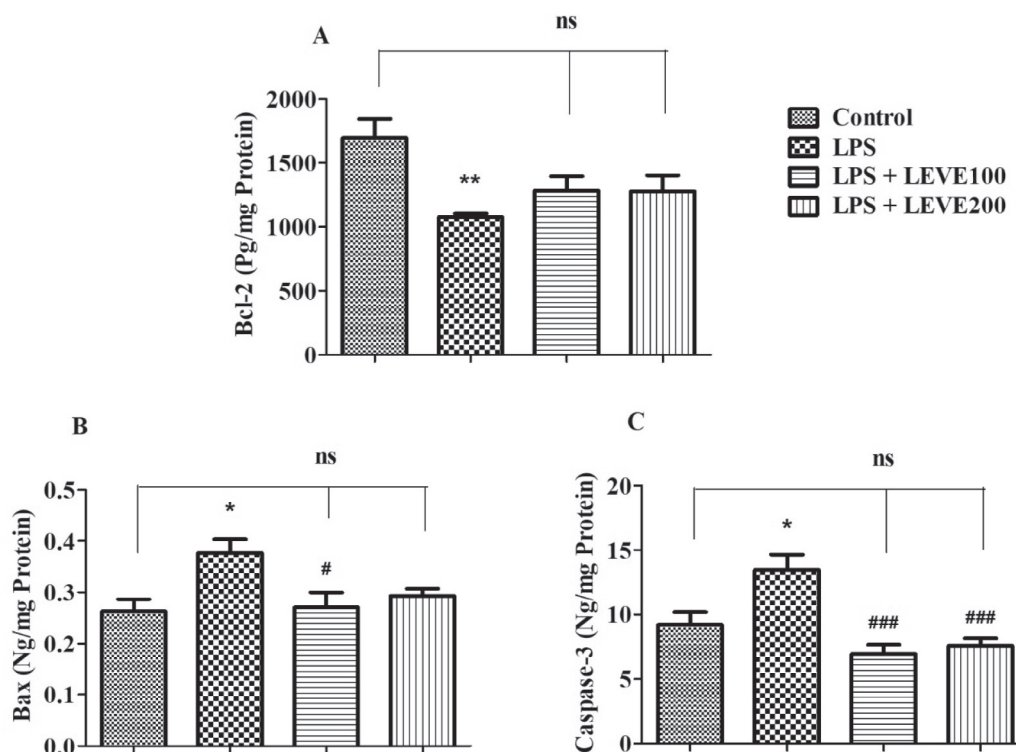 A
ns
2000
1500
1000
500
0
Bcl-2 (Pg/mg Protein)
**
Control
LPS
LPS + LEVE100
LPS + LEVE200
B
ns
0.5
0.4
0.3
0.2
0.1
0.0
Bax (Ng/mg Protein)
*
#
C
ns
20
15
10
5
0
Caspase-3 (Ng/mg Protein)
*
###
###